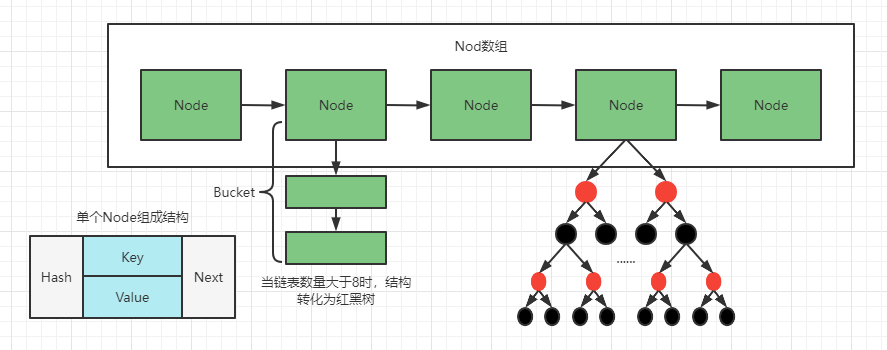 Nod数组
Node
Node
Node
Node
Node
Bucket
单个Node组成结构
Hash
Key
Value
Next
当链表数量大于8时，结构
转化为红黑树
......